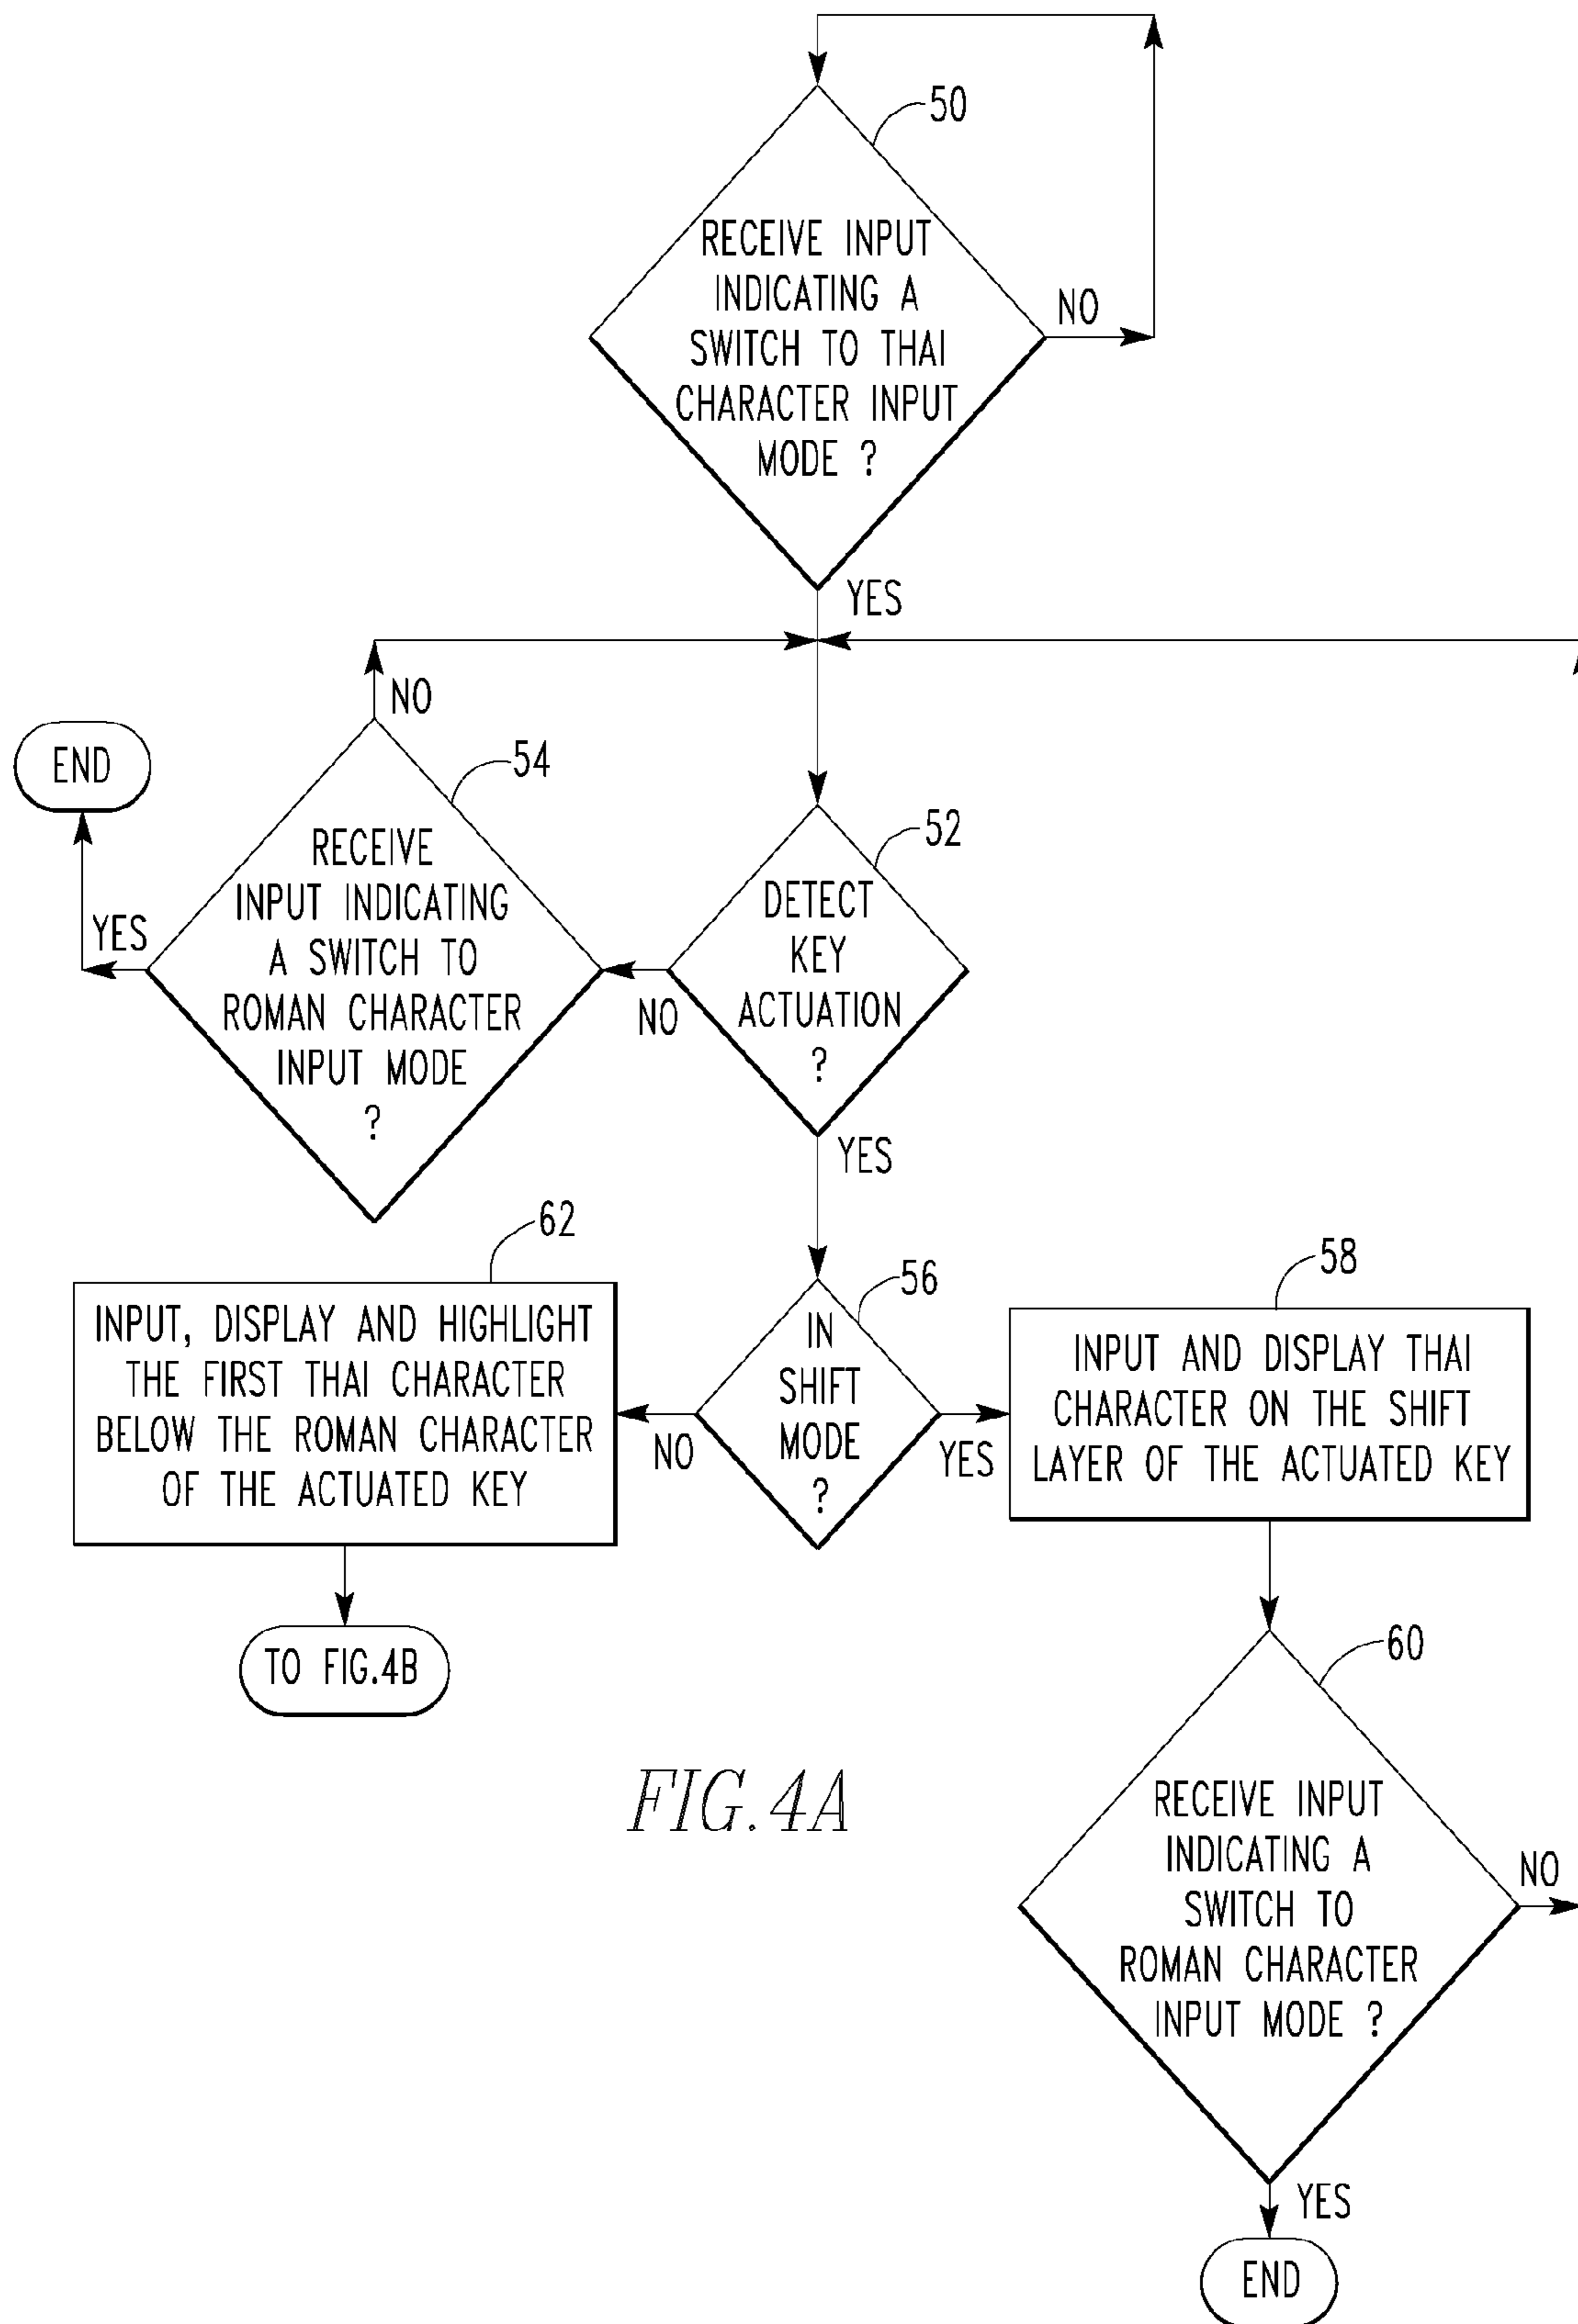 50
RECEIVE INPUT
INDICATING A
SWITCH TO THAI
CHARACTER INPUT
MODE ?
NO
YES
NO
END
54
RECEIVE
INPUT INDICATING
A SWITCH TO
ROMAN CHARACTER
INPUT MODE
?
YES
52
DETECT
KEY
ACTUATION
?
NO
YES
62
INPUT, DISPLAY AND HIGHLIGHT
THE FIRST THAI CHARACTER
BELOW THE ROMAN CHARACTER
OF THE ACTUATED KEY
56
IN
SHIFT
MODE
?
NO
YES
58
INPUT AND DISPLAY THAI
CHARACTER ON THE SHIFT
LAYER OF THE ACTUATED KEY
TO FIG.4B
60
RECEIVE INPUT
INDICATING A
SWITCH TO
ROMAN CHARACTER
INPUT MODE ?
NO
YES
END
FIG.4A